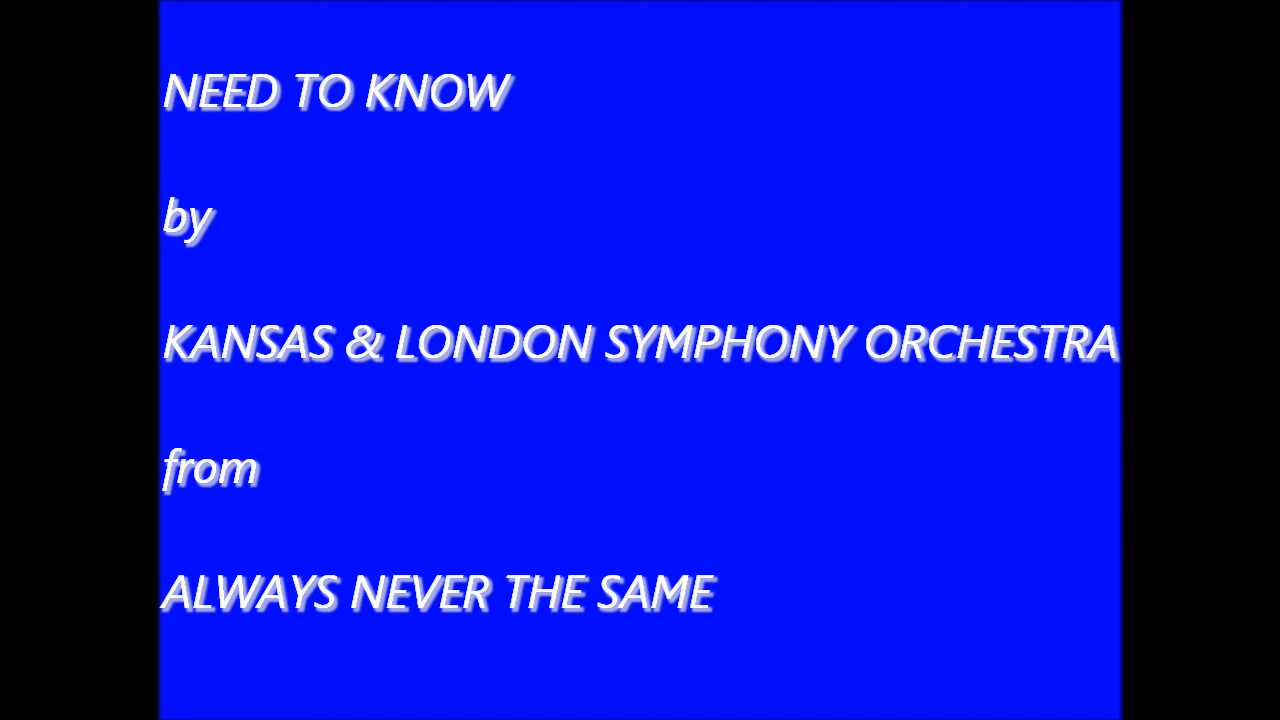 NEED TO KNOW
by
KANSAS & LONDON SYMPHONY ORCHESTRA
from
ALWAYS NEVER THE SAME